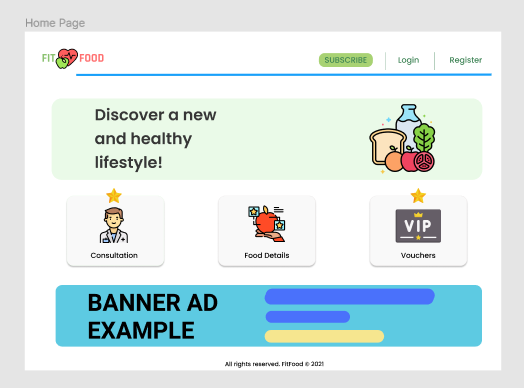 Home Page
FIT FOOD
SUBSCRIBE
Login
Register
Discover a new
and healthy
lifestyle!
VIP
Consultation
Food Details
Vouchers
BANNER AD
EXAMPLE
All rights reserved. FitFood © 2021